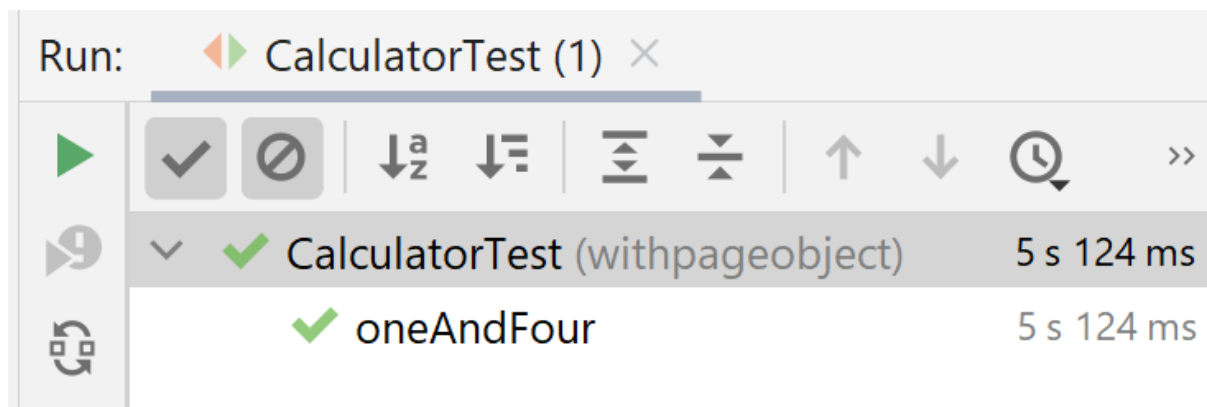 Run: CalculatorTest (1)
CalculatorTest (withpageobject) 5 s 124 ms
oneAndFour 5 s 124 ms